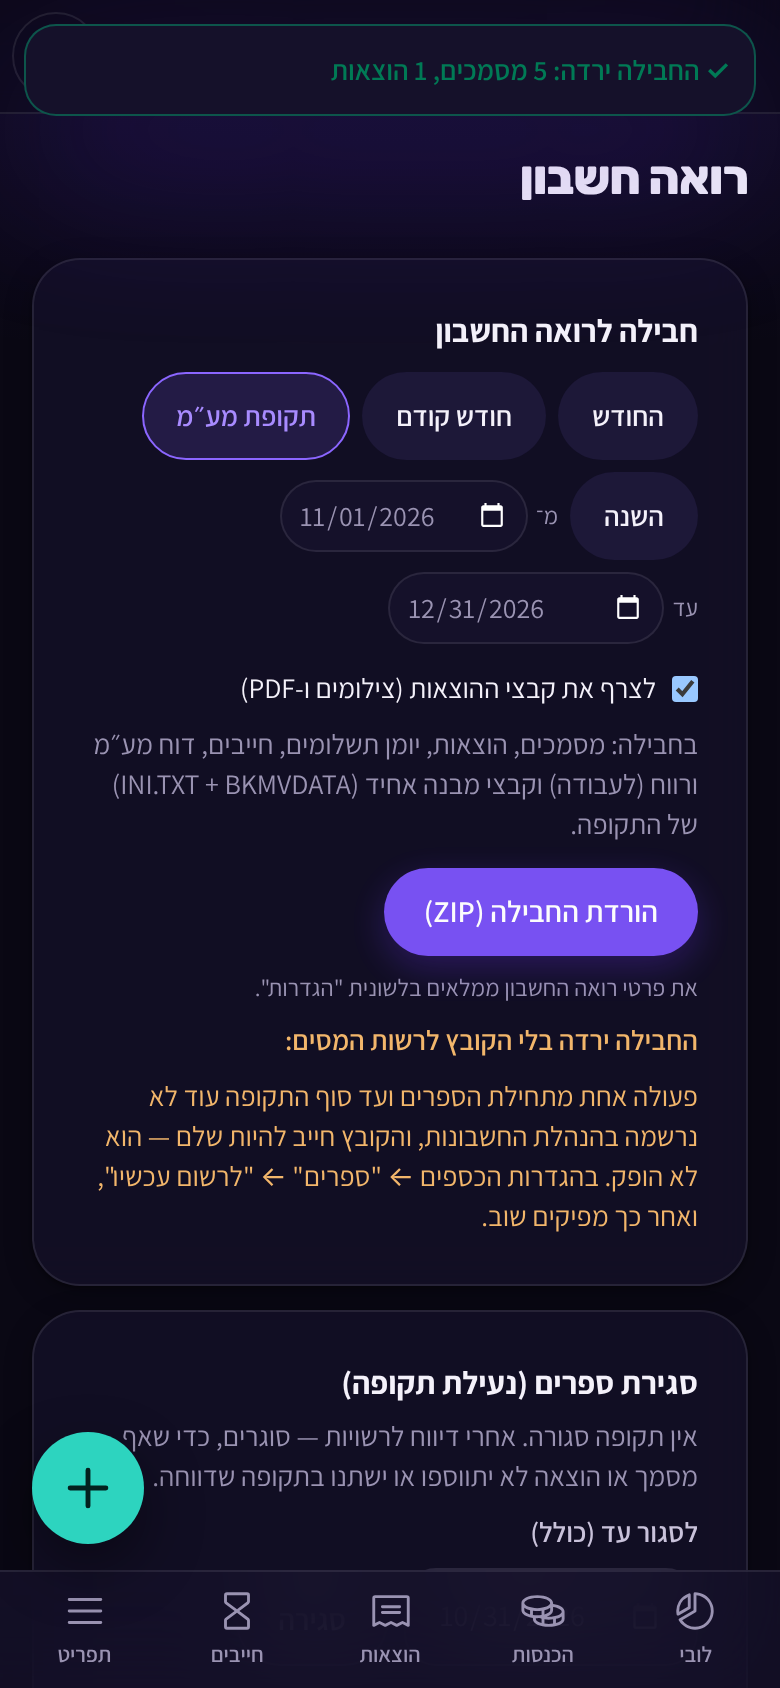 החבילה ירדה: 5 מסמכים, 1 הוצאות
רואה חשבון
חבילה לרואה החשבון
החודש
חודש קודם
תקופת מע״מ
השנה
מ־
11/01/2026
עד
12/31/2026
לצרף את קבצי ההוצאות (צילומים ו-PDF)
בחבילה: מסמכים, הוצאות, יומן תשלומים, חייבים, דוח מע״מ
ורווח (לעבודה) וקבצי מבנה אחיד (INI.TXT + BKMVDATA)
של התקופה.
הורדת החבילה (ZIP)
את פרטי רואה החשבון ממלאים בלשונית "הגדרות".
החבילה ירדה בלי הקובץ לרשות המסים:
פעולה אחת מתחילת הספרים ועד סוף התקופה עוד לא
נרשמה בהנהלת החשבונות, והקובץ חייב להיות שלם — הוא
לא הופק. בהגדרות הכספים ← "ספרים" ← "לרשום עכשיו",
ואחר כך מפיקים שוב.
סגירת ספרים (נעילת תקופה)
אין תקופה סגורה. אחרי דיווח לרשויות — סוגרים, כדי שאף
מסמך או הוצאה לא יתווספו או ישתנו בתקופה שדווחה.
לסגור עד (כולל)
סגירה
לובי
הכנסות
הוצאות
חייבים
תפריט